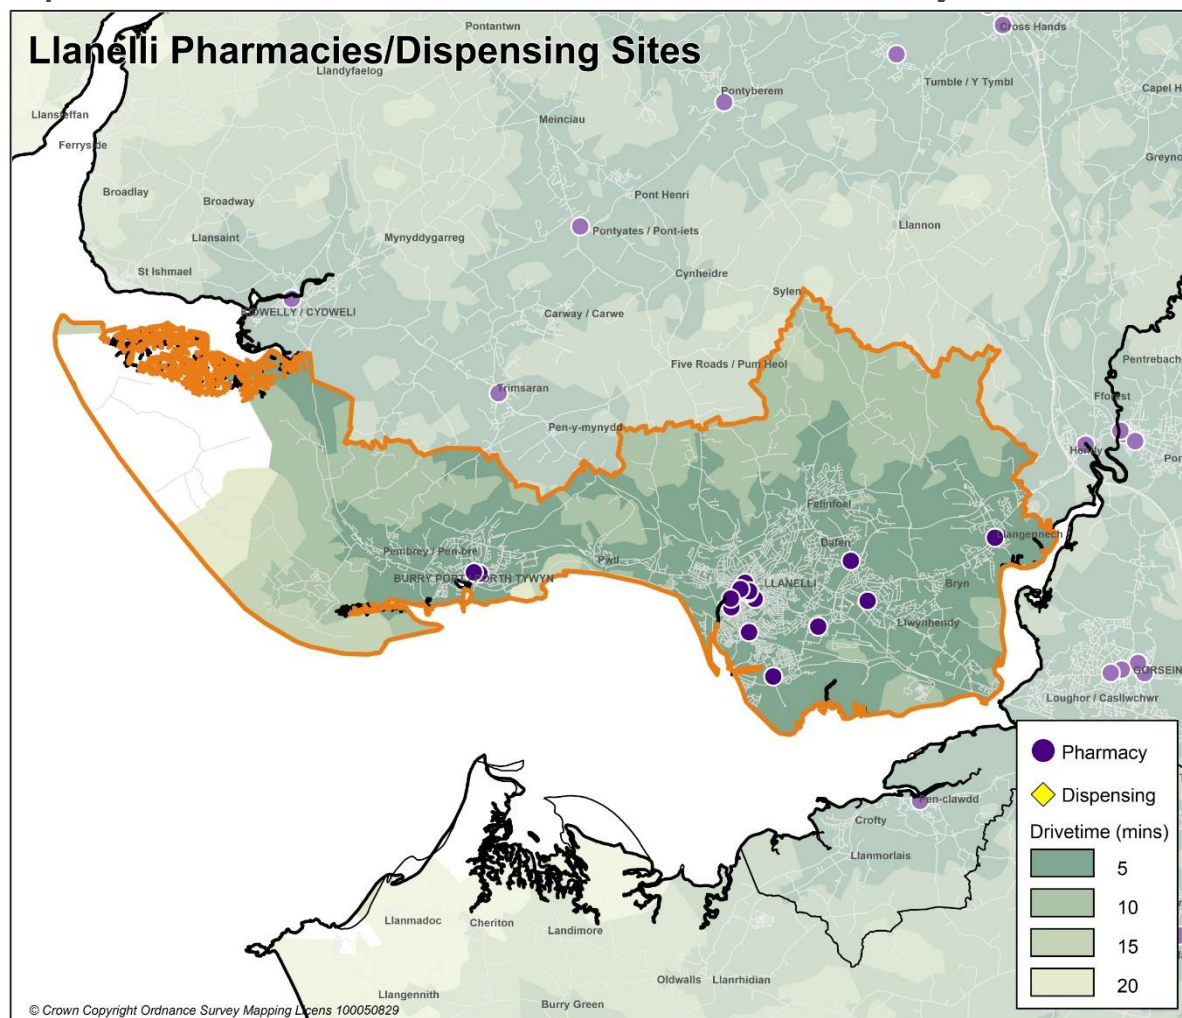 Llanelli Pharmacies/Dispensing Sites
Pontantwn
Cross Hands
Llandyfaelog
Tumble / Y Tymbl
Capel H
Pontyberem
Llansteffan
Meinciau
Ferryside
Greyno
Broadlay
Broadway
Pont Henri
Llansaint
Mynyddygarreg
Pontyates / Pont-iets
Llannon
St Ishmael
Cynheidre
Sylen
KIDWELLY / CYDWELI
Carway / Carwe
Five Roads / Pum Heol
Pentrebach
Trimsaran
Fforest
Pen-y-mynydd
Hendy
Felinfoel
Llangennech
Dafen
Pembrey / Pen-bre
Pwll
BURRY PORT / PORTH TYWYN
LLANELLI
Bryn
Llwynhendy
GORSEIN
Loughor / Casllwchwr
Pharmacy
Dispensing
Drivetime (mins)
5
10
15
20
Pen-clawdd
Crofty
Llanmorlais
Llanmadoc
Cheriton
Landimore
Oldwalls
Llanrhidian
Llangennith
Burry Green
© Crown Copyright Ordnance Survey Mapping Licens 100050829